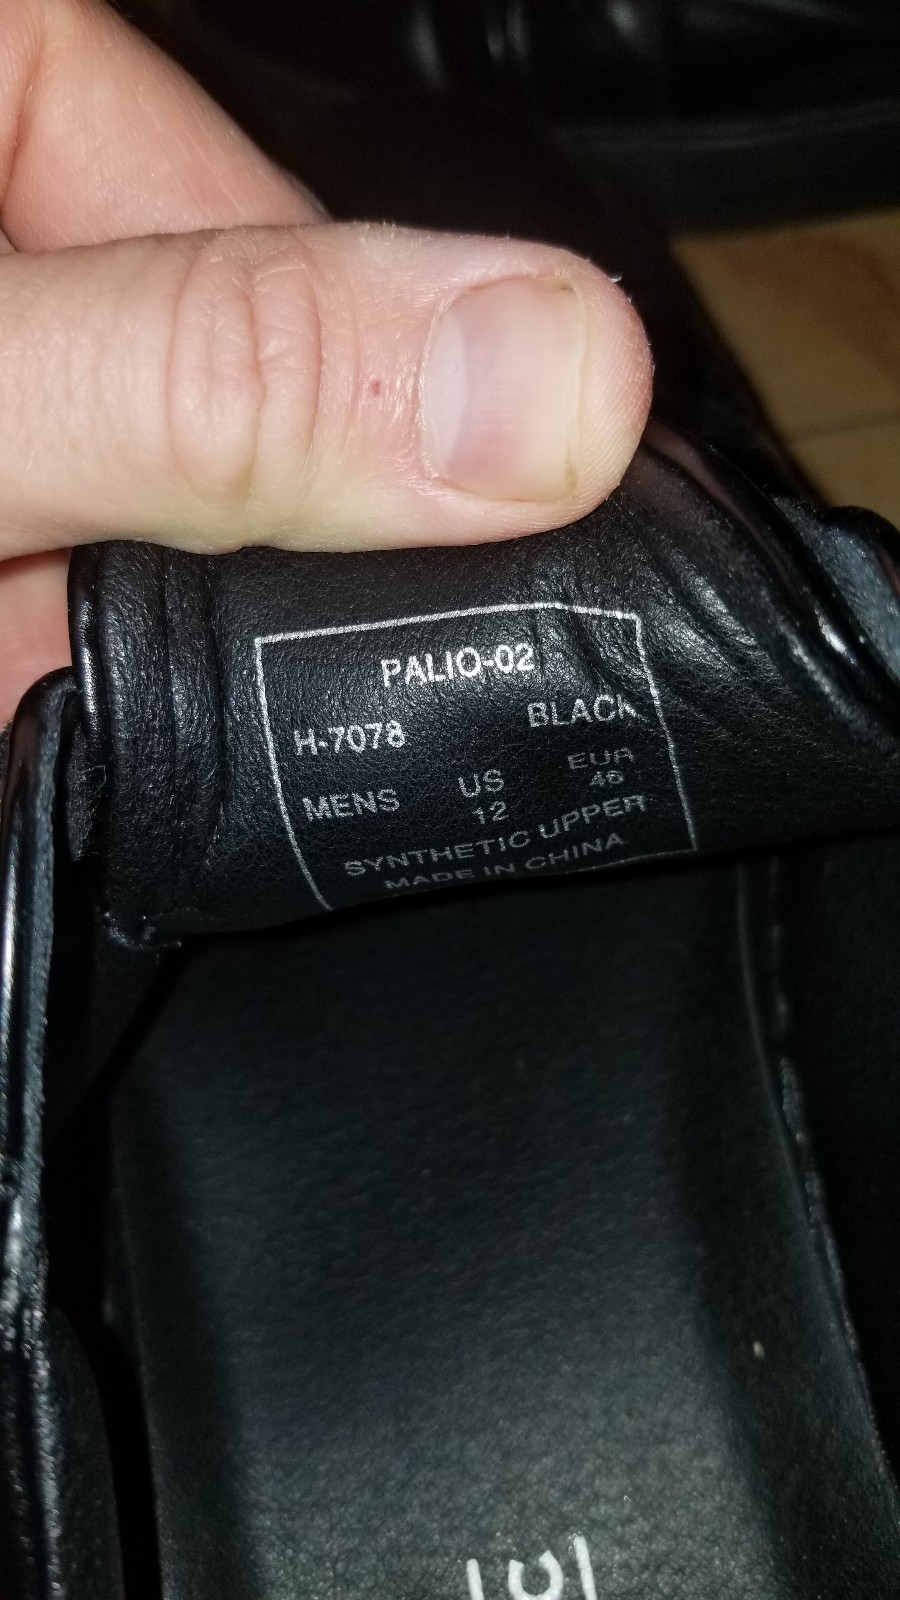 PALIO-02
H-7078 BLACK
MENS US 12 EUR 46
SYNTHETIC UPPER
MADE IN CHINA